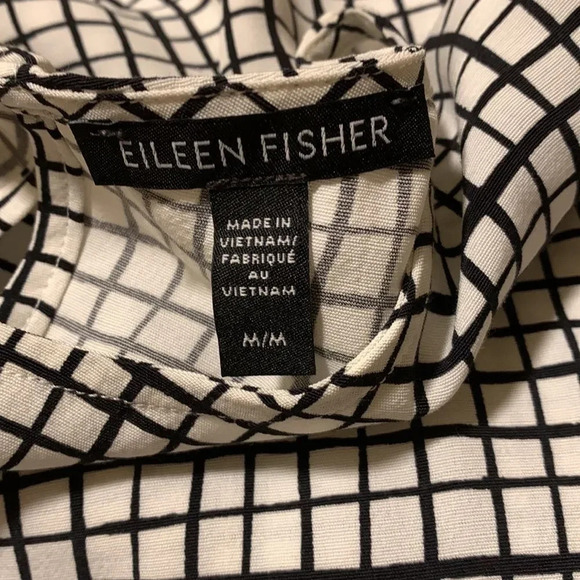 EILEEN FISHER
MADE IN
VIETNAM/
FABRIQUÉ
AU
VIETNAM
M/M